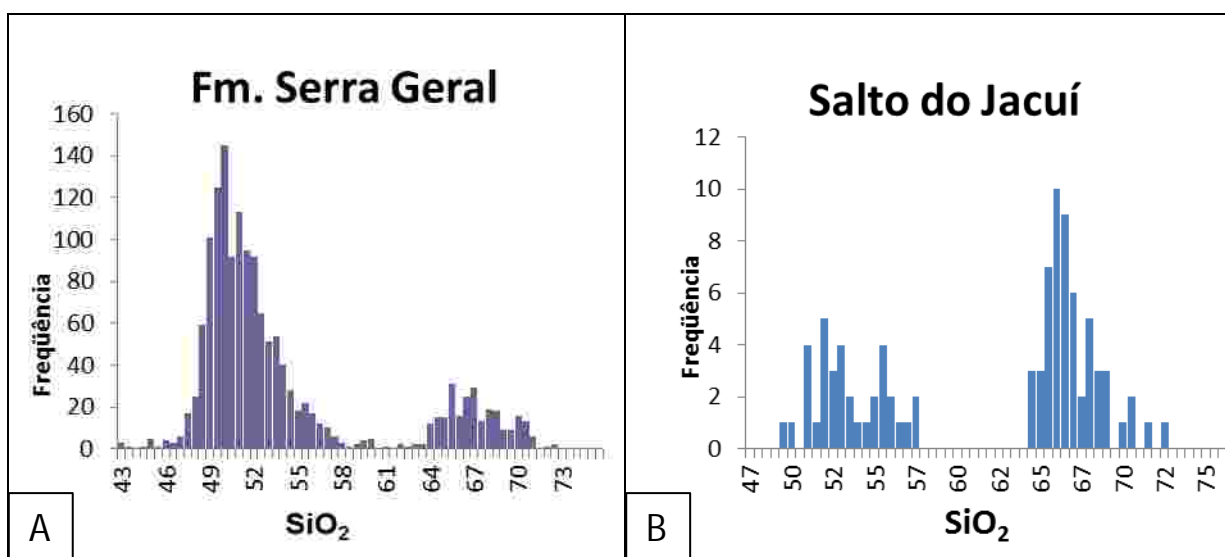 Fm. Serra Geral
160
140
120
100
80
60
40
20
0
Freqüência
43 46 49 52 55 58 61 64 67 70 73
SiO₂
A
Salto do Jacuí
12
10
8
6
4
2
0
Freqüência
47 50 52 55 57 60 62 65 67 70 72 75
SiO₂
B